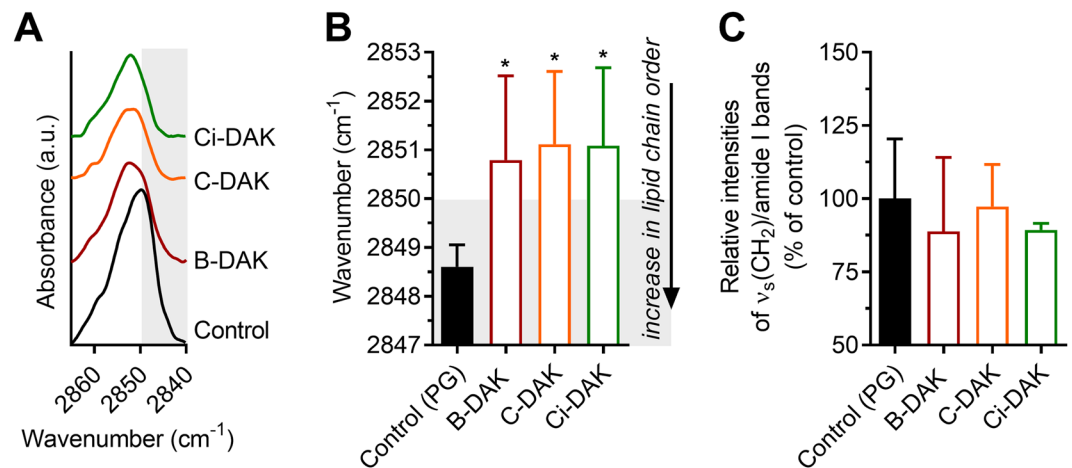 A
Absorbance (a.u.)
Ci-DAK
C-DAK
B-DAK
Control
2860
2850
2840
Wavenumber (cm⁻¹)
B
Wavenumber (cm⁻¹)
2853
2852
2851
2850
2849
2848
2847
*
*
*
increase in lipid chain order
Control (PG)
B-DAK
C-DAK
Ci-DAK
C
Relative intensities
of νₛ(CH₂)/amide I bands
(% of control)
150
125
100
75
50
Control (PG)
B-DAK
C-DAK
Ci-DAK